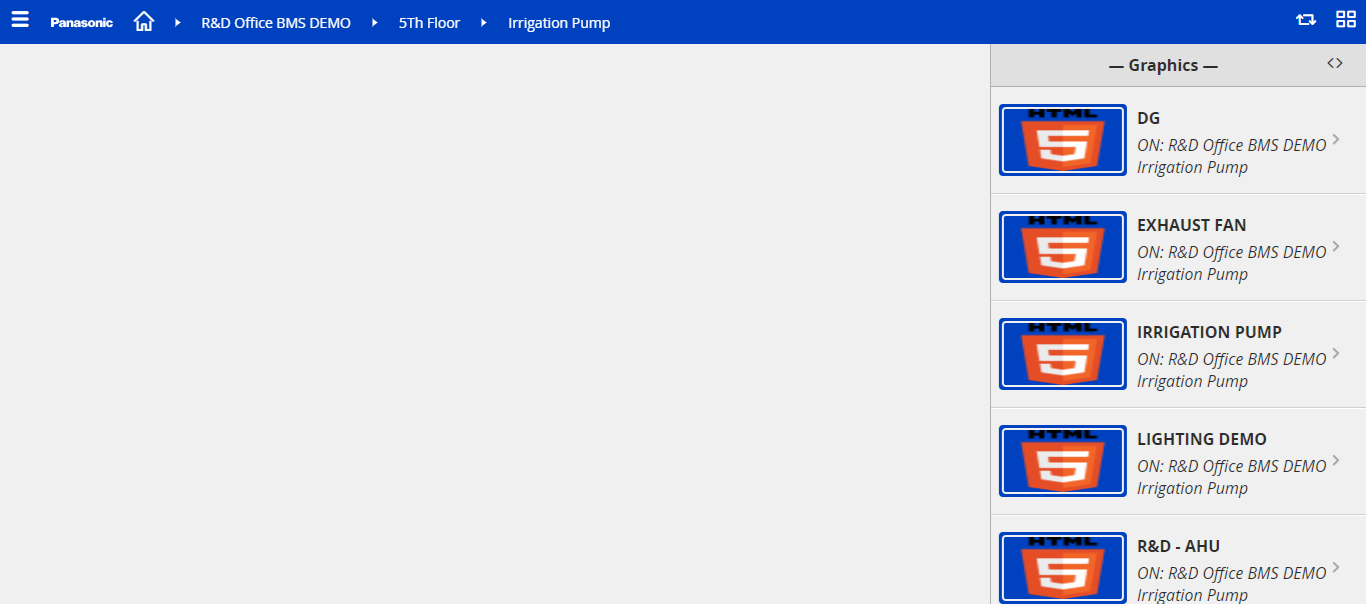 Panasonic R&D Office BMS DEMO 5Th Floor Irrigation Pump
— Graphics —
HTML
5
DG
ON: R&D Office BMS DEMO
Irrigation Pump
HTML
5
EXHAUST FAN
ON: R&D Office BMS DEMO
Irrigation Pump
HTML
5
IRRIGATION PUMP
ON: R&D Office BMS DEMO
Irrigation Pump
HTML
5
LIGHTING DEMO
ON: R&D Office BMS DEMO
Irrigation Pump
HTML
5
R&D - AHU
ON: R&D Office BMS DEMO
Irrigation Pump